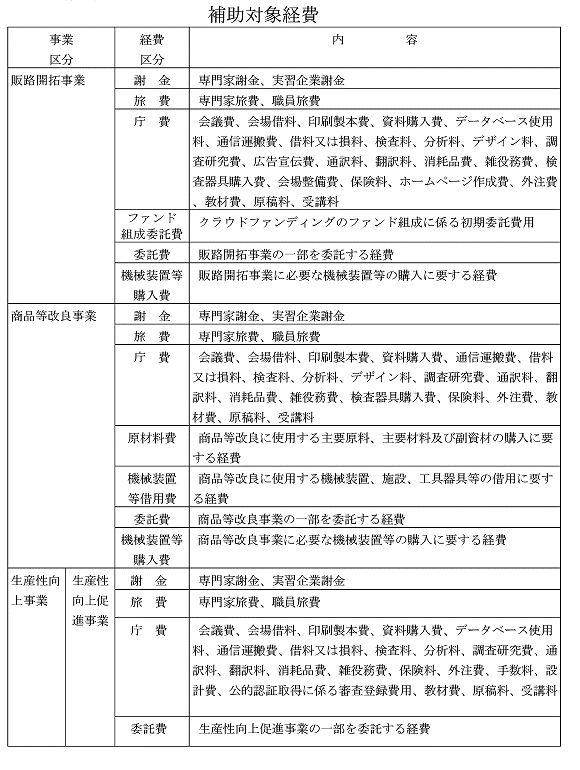 補助対象経費
事業
区分
経費
区分
内　　　　容
販路開拓事業
謝　金
専門家謝金、実習企業謝金
旅　費
専門家旅費、職員旅費
庁　費
会議費、会場借料、印刷製本費、資料購入費、データベース使用
料、通信運搬費、借料又は損料、検査料、分析料、デザイン料、調
査研究費、広告宣伝費、通訳料、翻訳料、消耗品費、雑役務費、検
査器具購入費、会場整備費、保険料、ホームページ作成費、外注費
、教材費、原稿料、受講料
ファンド
組成委託費
クラウドファンディングのファンド組成に係る初期委託費用
委託費
販路開拓事業の一部を委託する経費
機械装置等
購入費
販路開拓事業に必要な機械装置等の購入に要する経費
商品等改良事業
謝　金
専門家謝金、実習企業謝金
旅　費
専門家旅費、職員旅費
庁　費
会議費、会場借料、印刷製本費、資料購入費、通信運搬費、借料
又は損料、検査料、分析料、デザイン料、調査研究費、通訳料、翻
訳料、消耗品費、雑役務費、検査器具購入費、保険料、外注費、教
材費、原稿料、受講料
原材料費
商品等改良に使用する主要原料、主要材料及び副資材の購入に要
する経費
機械装置
等借用費
商品等改良に使用する機械装置、施設、工具器具等の借用に要す
る経費
委託費
商品等改良事業の一部を委託する経費
機械装置等
購入費
商品等改良事業に必要な機械装置等の購入に要する経費
生産性向
上事業
生産性
向上促
進事業
謝　金
専門家謝金、実習企業謝金
旅　費
専門家旅費、職員旅費
庁　費
会議費、会場借料、印刷製本費、資料購入費、データベース使用
料、通信運搬費、借料又は損料、検査料、分析料、調査研究費、通
訳料、翻訳料、消耗品費、雑役務費、保険料、外注費、手数料、設
計費、公的認証取得に係る審査登録費用、教材費、原稿料、受講料
委託費
生産性向上促進事業の一部を委託する経費